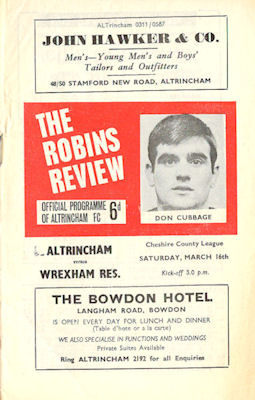 ALTrincham 0311/0587
JOHN HAWKER & CO.
Men's—Young Men's and Boys'
Tailors and Outfitters
48/50 STAMFORD NEW ROAD, ALTRINCHAM
THE
ROBINS
REVIEW
OFFICIAL PROGRAMME
OF ALTRINCHAM FC
6d
DON CUBBAGE
ALTRINCHAM
versus
WREXHAM RES.
Cheshire County League
SATURDAY, MARCH 16th
Kick-off 3.0 p.m.
THE BOWDON HOTEL
LANGHAM ROAD, BOWDON
IS OPEN EVERY DAY FOR LUNCH AND DINNER
(Table d'hote or a la carte)
WE ALSO SPECIALISE IN FUNCTIONS AND WEDDINGS
Private Suites Available
Ring ALTRINCHAM 2192 for all Enquiries